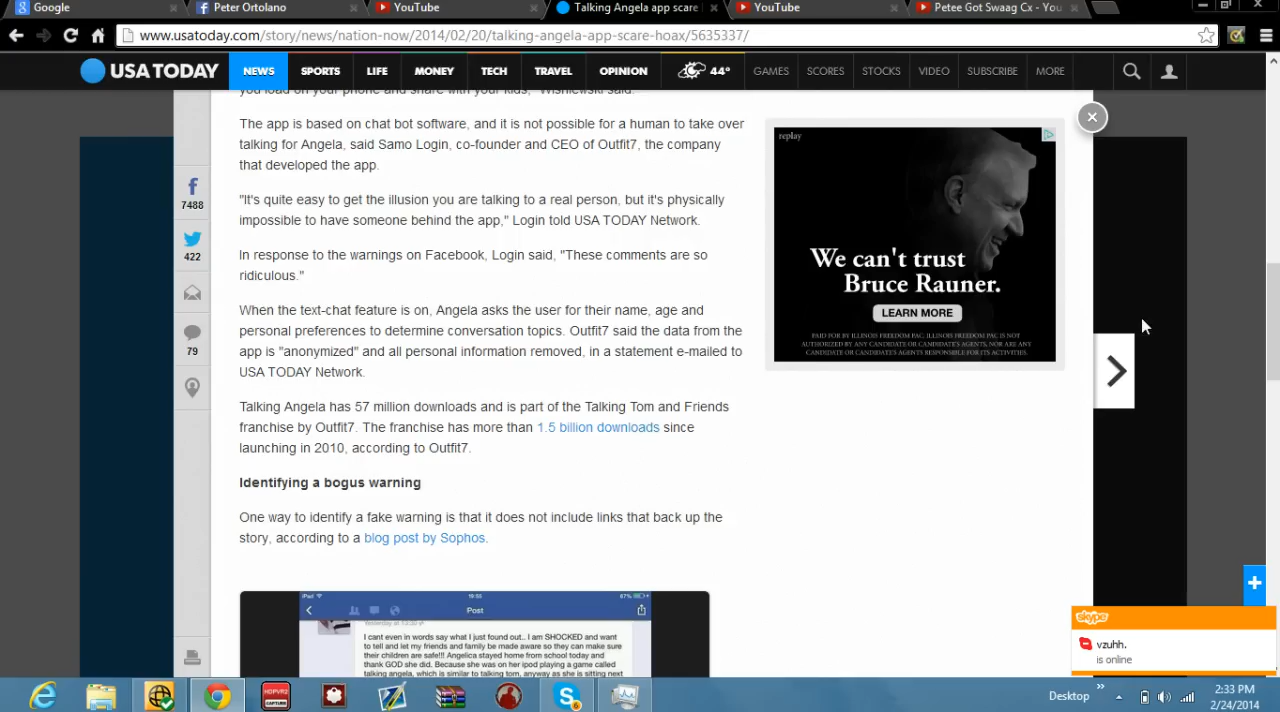 Google
Peter Ortolano
YouTube
Talking Angela app scare
YouTube
Petee Got Swaag Cx - You
www.usatoday.com/story/news/nation-now/2014/02/20/talking-angela-app-scare-hoax/5635337/
USA TODAY
NEWS
SPORTS
LIFE
MONEY
TECH
TRAVEL
OPINION
44°
GAMES
SCORES
STOCKS
VIDEO
SUBSCRIBE
MORE
you load on your phone and share with your kids," Wisniewski said.
The app is based on chat bot software, and it is not possible for a human to take over
talking for Angela, said Samo Login, co-founder and CEO of Outfit7, the company
that developed the app.
"It's quite easy to get the illusion you are talking to a real person, but it's physically
impossible to have someone behind the app," Login told USA TODAY Network.
In response to the warnings on Facebook, Login said, "These comments are so
ridiculous."
When the text-chat feature is on, Angela asks the user for their name, age and
personal preferences to determine conversation topics. Outfit7 said the data from the
app is "anonymized" and all personal information removed, in a statement e-mailed to
USA TODAY Network.
Talking Angela has 57 million downloads and is part of the Talking Tom and Friends
franchise by Outfit7. The franchise has more than 1.5 billion downloads since
launching in 2010, according to Outfit7.
Identifying a bogus warning
One way to identify a fake warning is that it does not include links that back up the
story, according to a blog post by Sophos.
7488
422
79
replay
We can't trust
Bruce Rauner.
LEARN MORE
PAID FOR BY ILLINOIS FREEDOM PAC. ILLINOIS FREEDOM PAC IS NOT
AUTHORIZED BY ANY CANDIDATE OR CANDIDATE'S AGENTS, NOR ARE ANY
CANDIDATE OR CANDIDATE'S AGENTS RESPONSIBLE FOR ITS ACTIVITIES.
iPad
19:55
67%
Post
Yesterday at 13:30
I cant even in words say what I just found out.. I am SHOCKED and want
to tell and let my friends and family be made aware so they can make sure
their children are safe!!! Angelica stayed home from school today and
thank GOD she did. Because she was on her ipod playing a game called
talking angela, which is similar to talking tom, anyway as she is sitting next
skype
vzuhh.
is online
HDPVR2
CAPTURE
Desktop
2:33 PM
2/24/2014